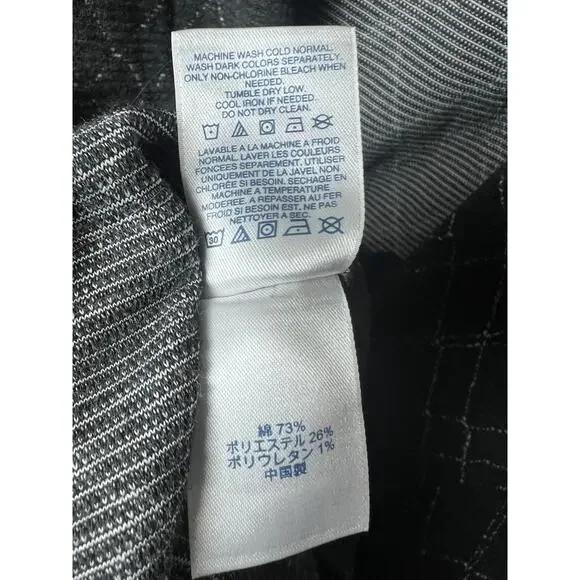 MACHINE WASH COLD NORMAL.
WASH DARK COLORS SEPARATELY.
ONLY NON-CHLORINE BLEACH WHEN
NEEDED.
TUMBLE DRY LOW.
COOL IRON IF NEEDED.
DO NOT DRY CLEAN.
LAVABLE A LA MACHINE A FROID
NORMAL. LAVER LES COULEURS
FONCEES SEPAREMENT. UTILISER
UNIQUEMENT DE LA JAVEL NON
CHLORE SI BESOIN. SECHAGE EN
MACHINE A TEMPERATURE
MODEREE. A REPASSER AU FER
FROID SI BESOIN. NE PAS
NETTOYER A SEC.
30
綿 73%
ポリエステル 26%
ポリウレタン 1%
中国製